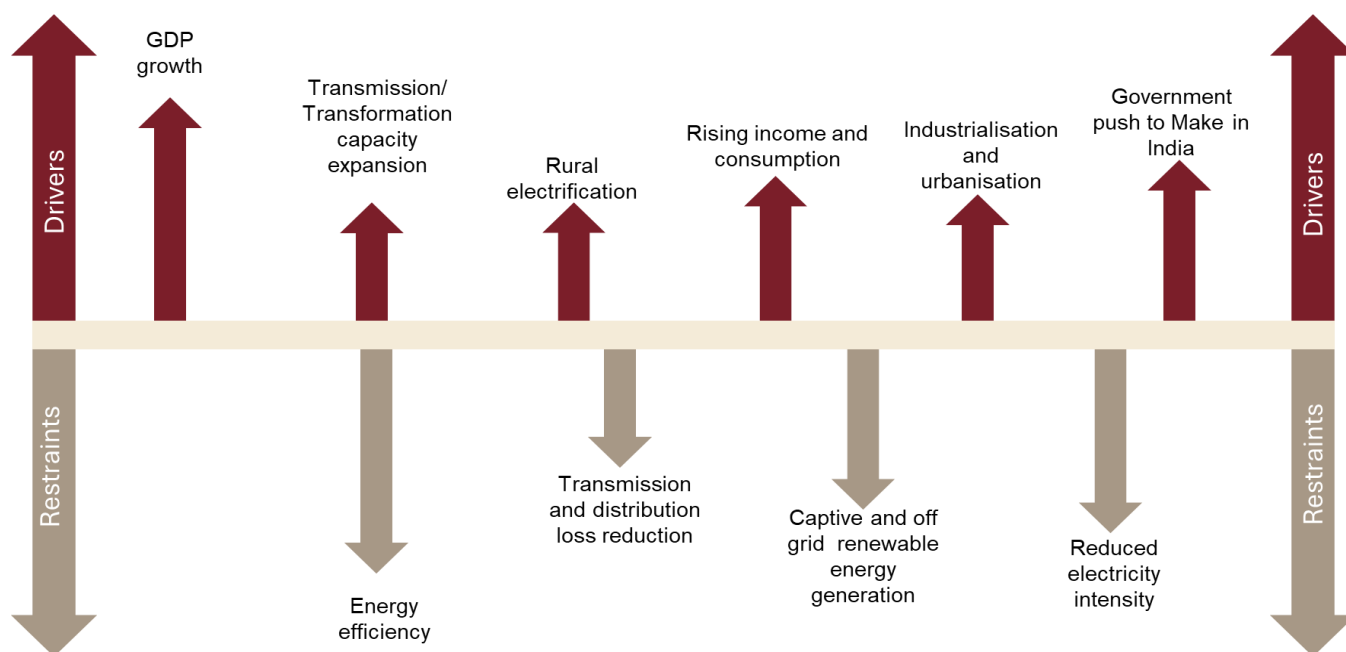 GDP
growth
Transmission/
Transformation
capacity
expansion
Rural
electrification
Rising income and
consumption
Industrialisation
and
urbanisation
Government
push to Make in
India
Drivers
Drivers
Restraints
Restraints
Energy
efficiency
Transmission
and distribution
loss reduction
Captive and off
grid renewable
energy
generation
Reduced
electricity
intensity